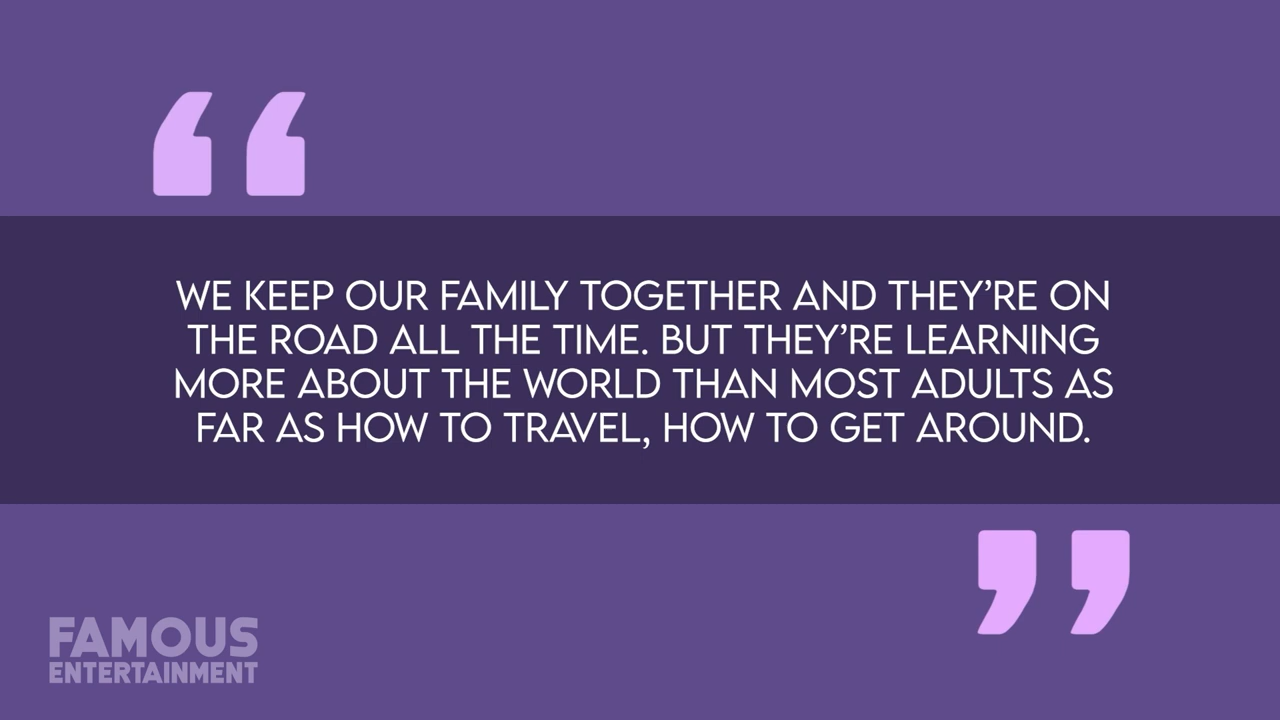 “
WE KEEP OUR FAMILY TOGETHER AND THEY’RE ON
THE ROAD ALL THE TIME. BUT THEY’RE LEARNING
MORE ABOUT THE WORLD THAN MOST ADULTS AS
FAR AS HOW TO TRAVEL, HOW TO GET AROUND.
”
FAMOUS
ENTERTAINMENT